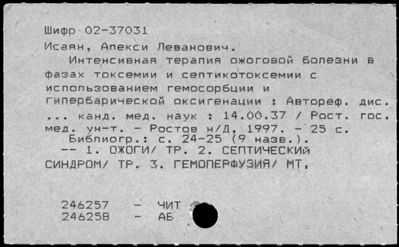 Шифр 02-37031
Исаян, Алекси Леванович.
Интенсивная терапия ожоговой болезни в
фазах токсемии и септикотоксемии с
использованием гемосорбции и
гипербарической оксигенации : Автореф. дис.
... канд. мед. наук : 14.00.37 / Рост. гос.
мед. ун-т. - Ростов н/Д, 1997. - 25 с.
Библиогр.: с. 24-25 (9 назв.).
-- 1. ОЖОГИ/ ТР. 2. СЕПТИЧЕСКИЙ
СИНДРОМ/ ТР. 3. ГЕМОПЕРФУЗИЯ/ МТ.
246257 - ЧИТ
246258 - АБ